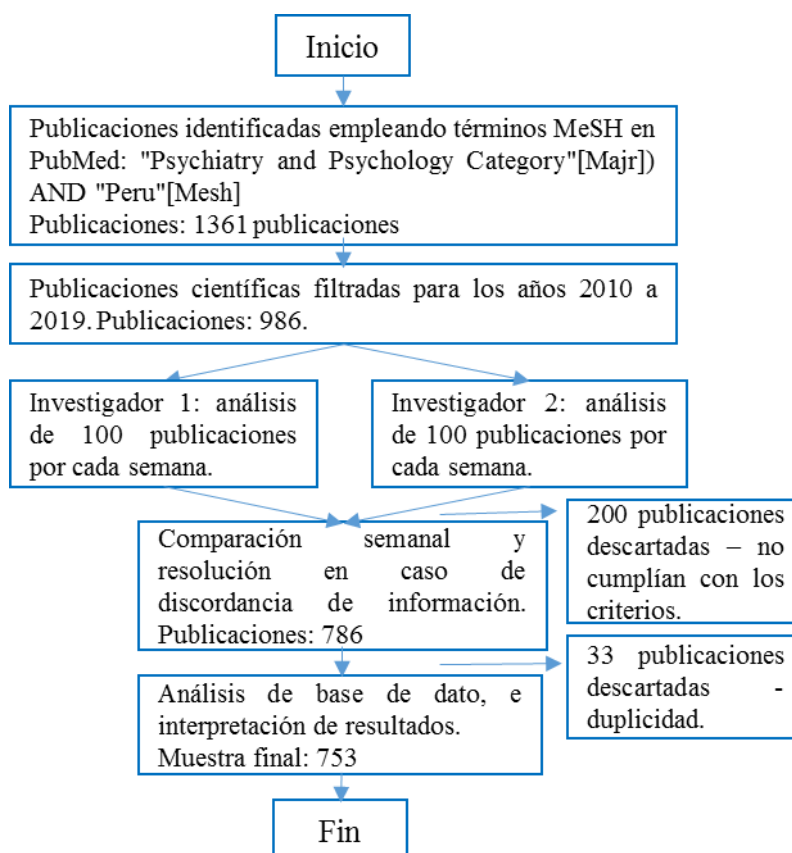 Inicio
Publicaciones identificadas empleando términos MeSH en
PubMed: "Psychiatry and Psychology Category"[Majr])
AND "Peru"[Mesh]
Publicaciones: 1361 publicaciones
Publicaciones científicas filtradas para los años 2010 a
2019. Publicaciones: 986.
Investigador 1: análisis
de 100 publicaciones
por cada semana.
Investigador 2: análisis
de 100 publicaciones por
cada semana.
Comparación semanal y
resolución en caso de
discordancia de información.
Publicaciones: 786
200 publicaciones
descartadas – no
cumplían con los
criterios.
33 publicaciones
descartadas -
duplicidad.
Análisis de base de dato, e
interpretación de resultados.
Muestra final: 753
Fin